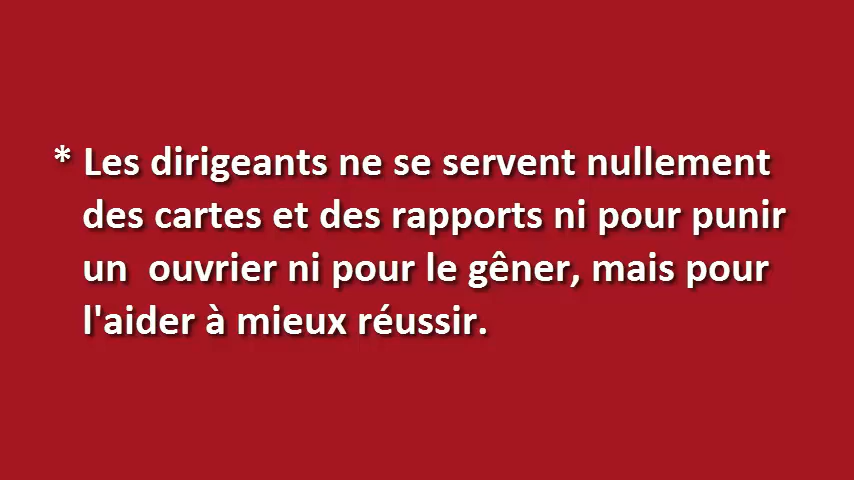 * Les dirigeants ne se servent nullement
des cartes et des rapports ni pour punir
un  ouvrier ni pour le gêner, mais pour
l'aider à mieux réussir.